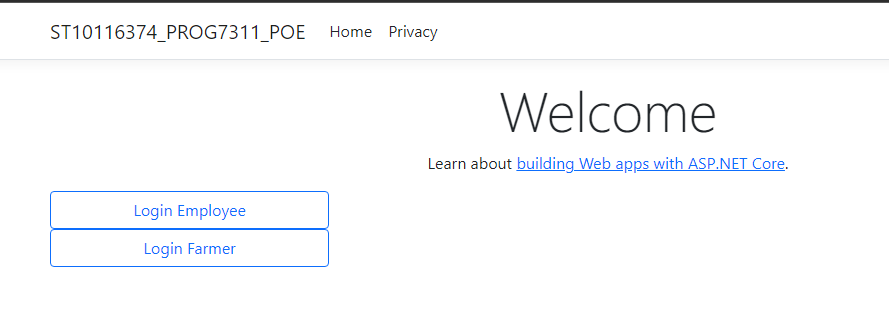 ST10116374_PROG7311_POE Home Privacy
Welcome
Learn about building Web apps with ASP.NET Core.
Login Employee
Login Farmer